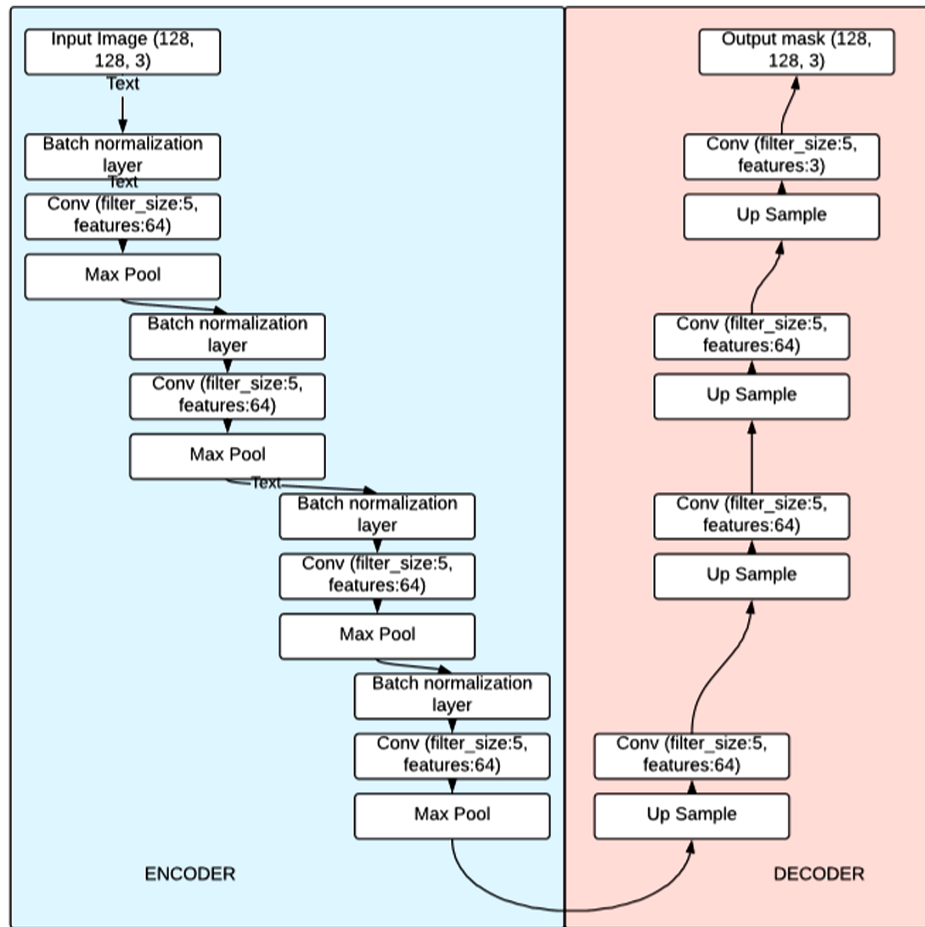 Input Image (128,
128, 3)
Text
Batch normalization
layer
Text
Conv (filter_size:5,
features:64)
Max Pool
Batch normalization
layer
Conv (filter_size:5,
features:64)
Max Pool
Text
Batch normalization
layer
Conv (filter_size:5,
features:64)
Max Pool
Batch normalization
layer
Conv (filter_size:5,
features:64)
Max Pool
ENCODER
Output mask (128,
128, 3)
Conv (filter_size:5,
features:3)
Up Sample
Conv (filter_size:5,
features:64)
Up Sample
Conv (filter_size:5,
features:64)
Up Sample
Conv (filter_size:5,
features:64)
Up Sample
DECODER